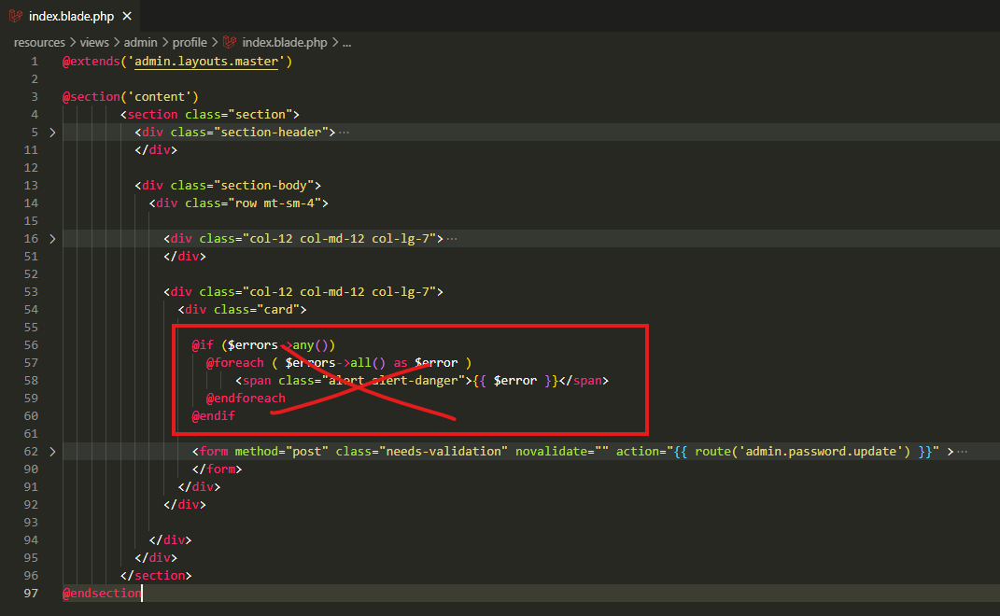 index.blade.php ×
resources > views > admin > profile > index.blade.php > ...
1 @extends('admin.layouts.master')
2
3 @section('content')
4 <section class="section">
5 <div class="section-header">…
11 </div>
12
13 <div class="section-body">
14 <div class="row mt-sm-4">
15
16 <div class="col-12 col-md-12 col-lg-7">…
51 </div>
52
53 <div class="col-12 col-md-12 col-lg-7">
54 <div class="card">
55
56 @if ($errors->any())
57 @foreach ( $errors->all() as $error )
58 <span class="alert alert-danger">{{ $error }}</span>
59 @endforeach
60 @endif
61
62 <form method="post" class="needs-validation" novalidate="" action="{{ route('admin.password.update') }}" >…
90 </form>
91 </div>
92 </div>
93
94 </div>
95 </div>
96 </section>
97 @endsection